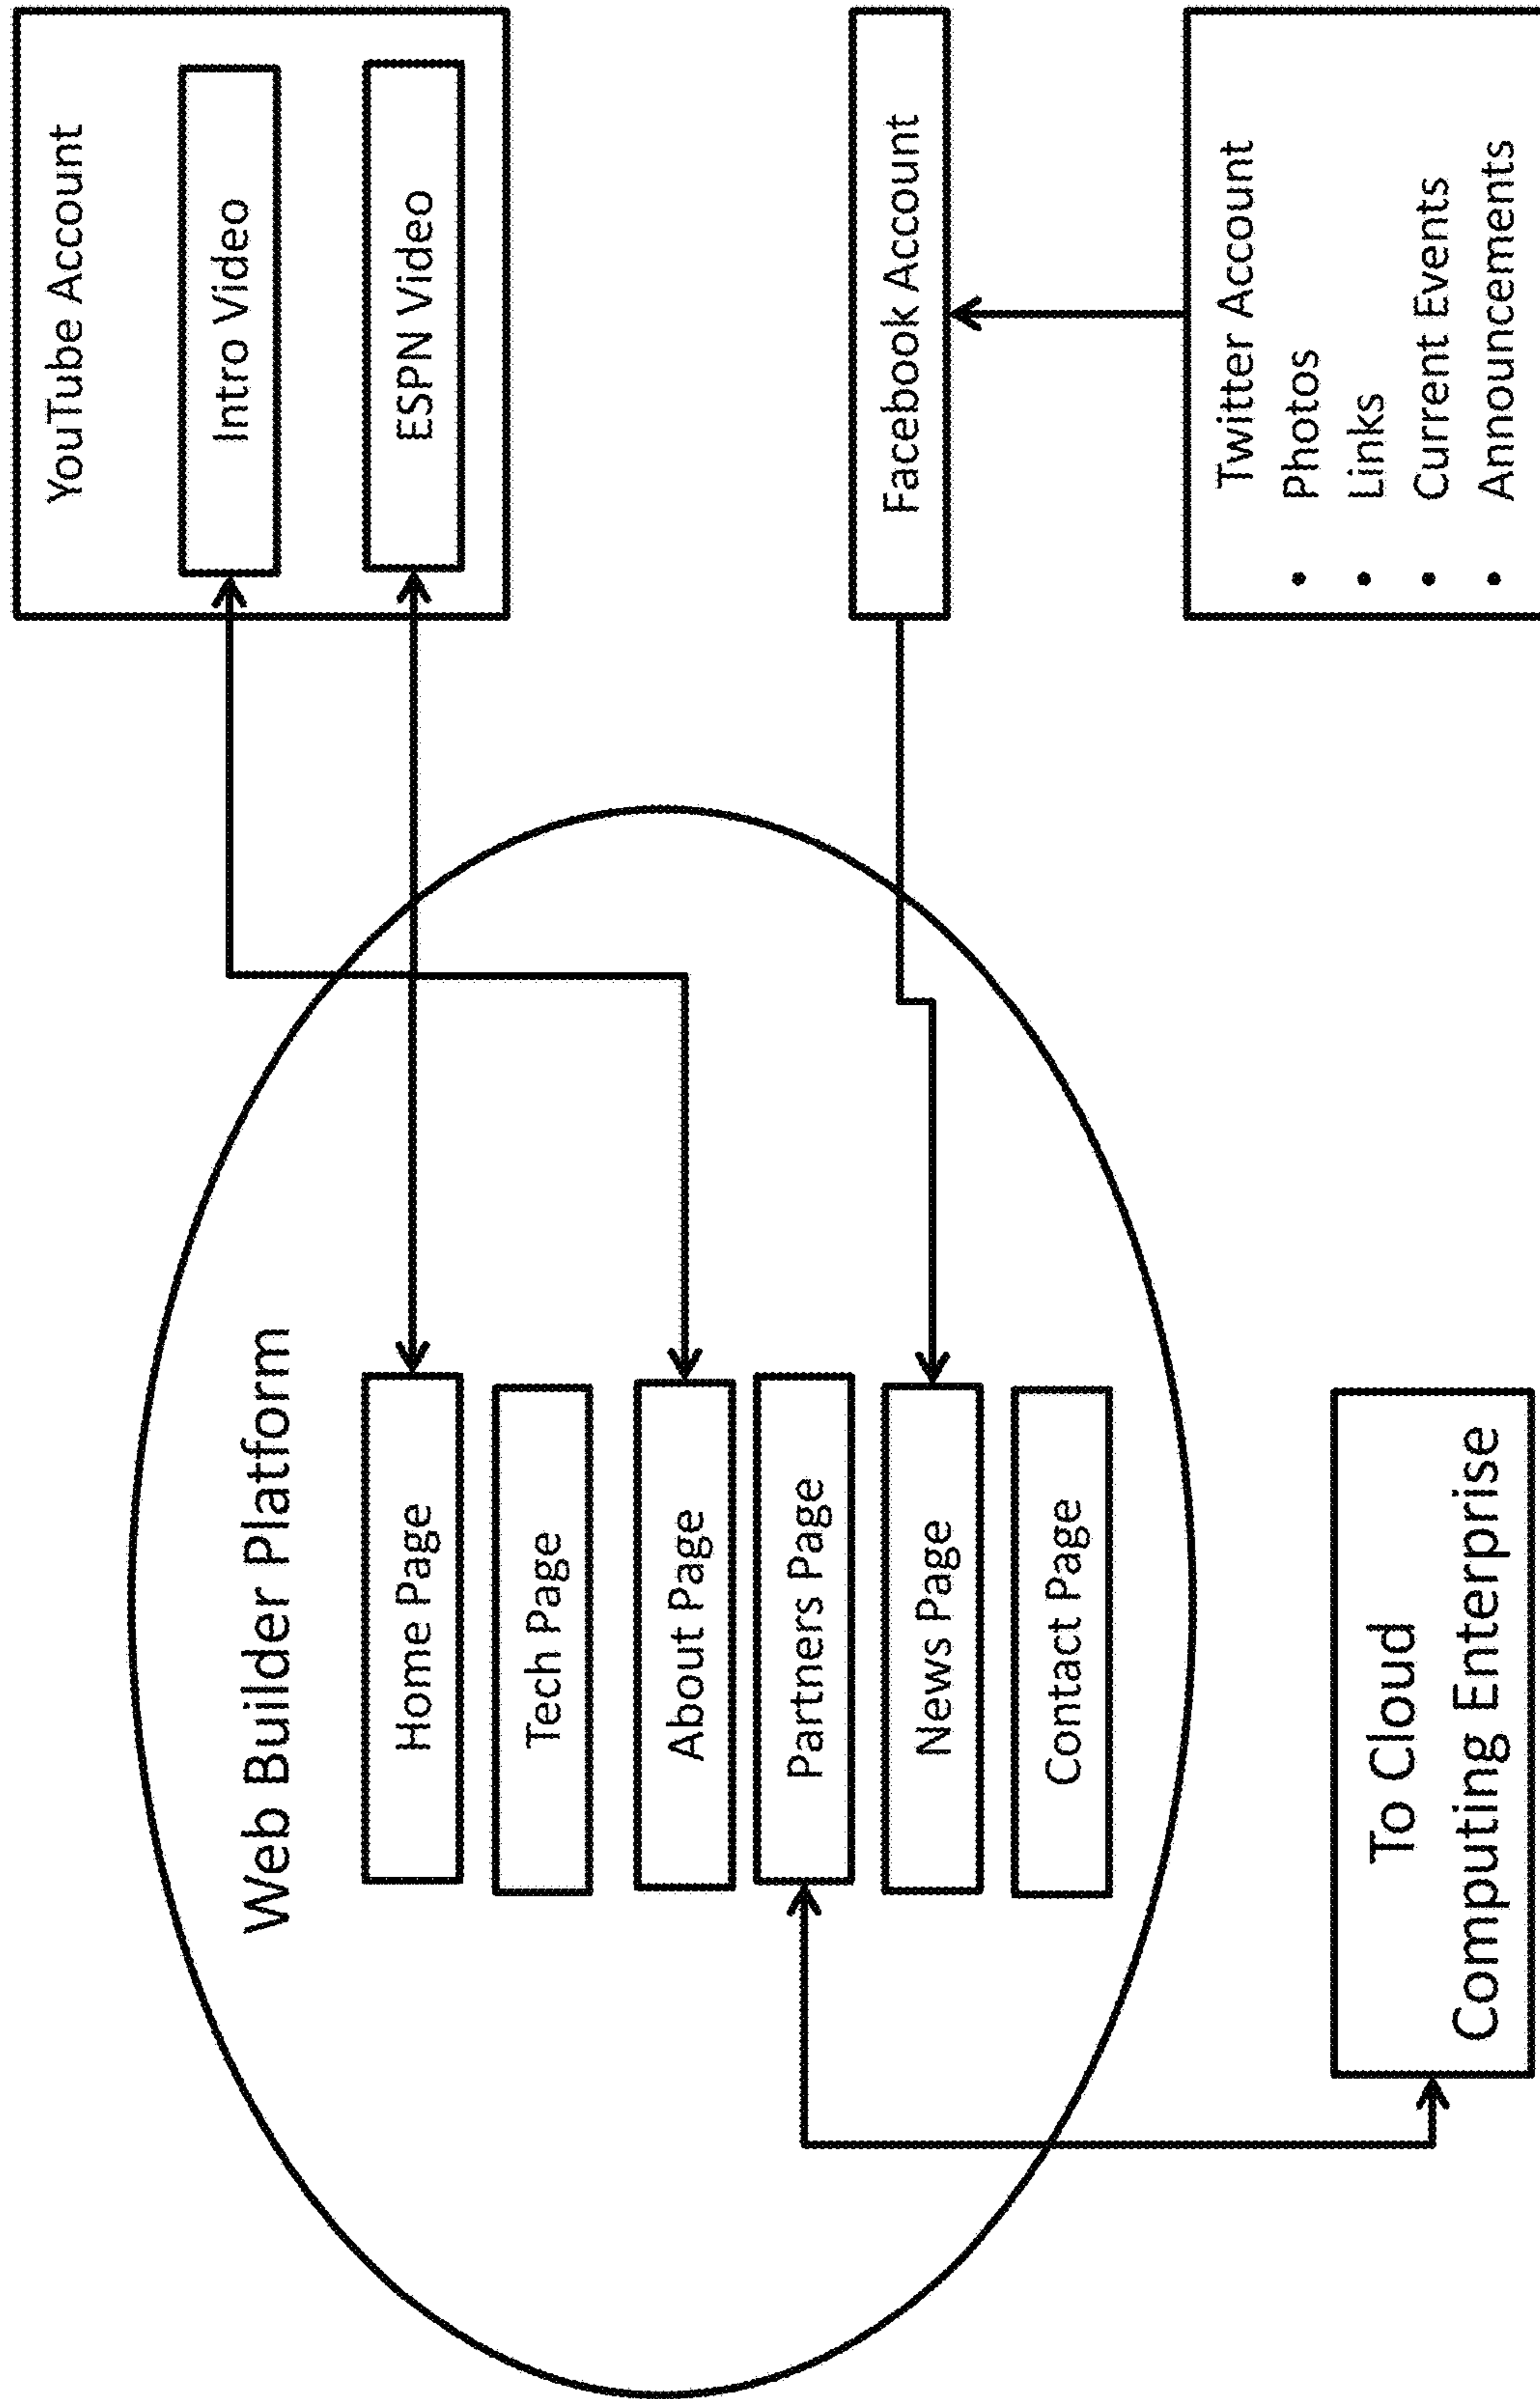 Web Builder Platform
Home Page
Tech Page
About Page
Partners Page
News Page
Contact Page
To Cloud
Computing Enterprise
YouTube Account
Intro Video
ESPN Video
Facebook Account
Twitter Account
• Photos
• Links
• Current Events
• Announcements